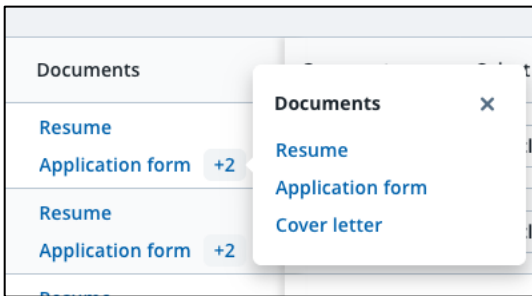 Documents
Resume
Application form +2
Resume
Application form +2
Documents ×
Resume
Application form
Cover letter